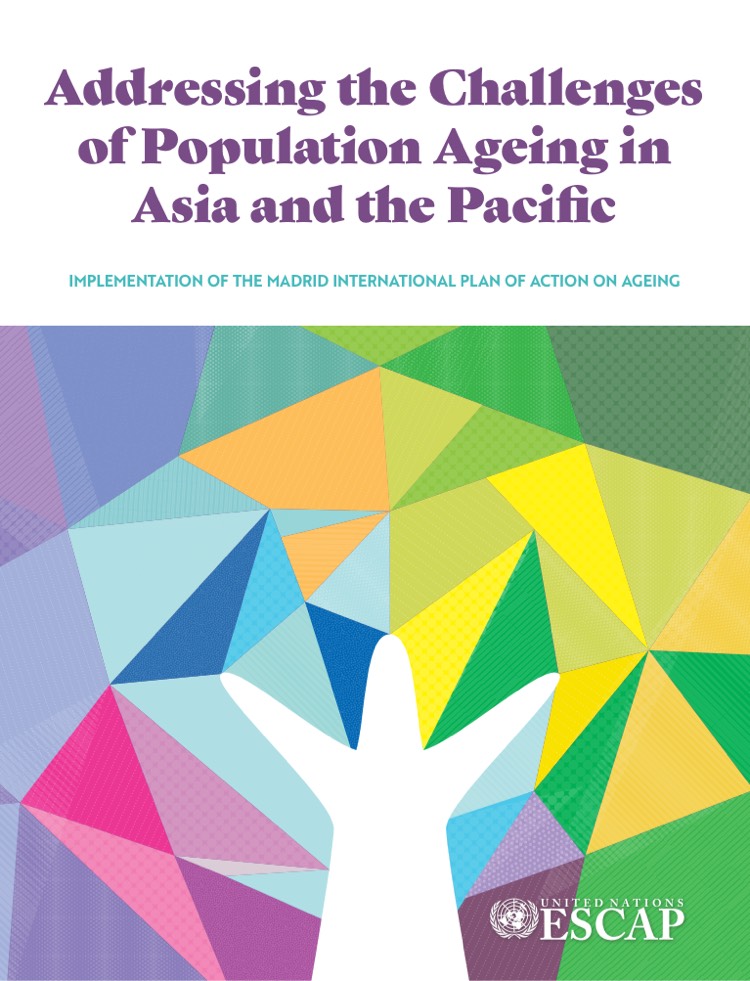 Addressing the Challenges
of Population Ageing in
Asia and the Pacific
IMPLEMENTATION OF THE MADRID INTERNATIONAL PLAN OF ACTION ON AGEING
UNITED NATIONS
ESCAP